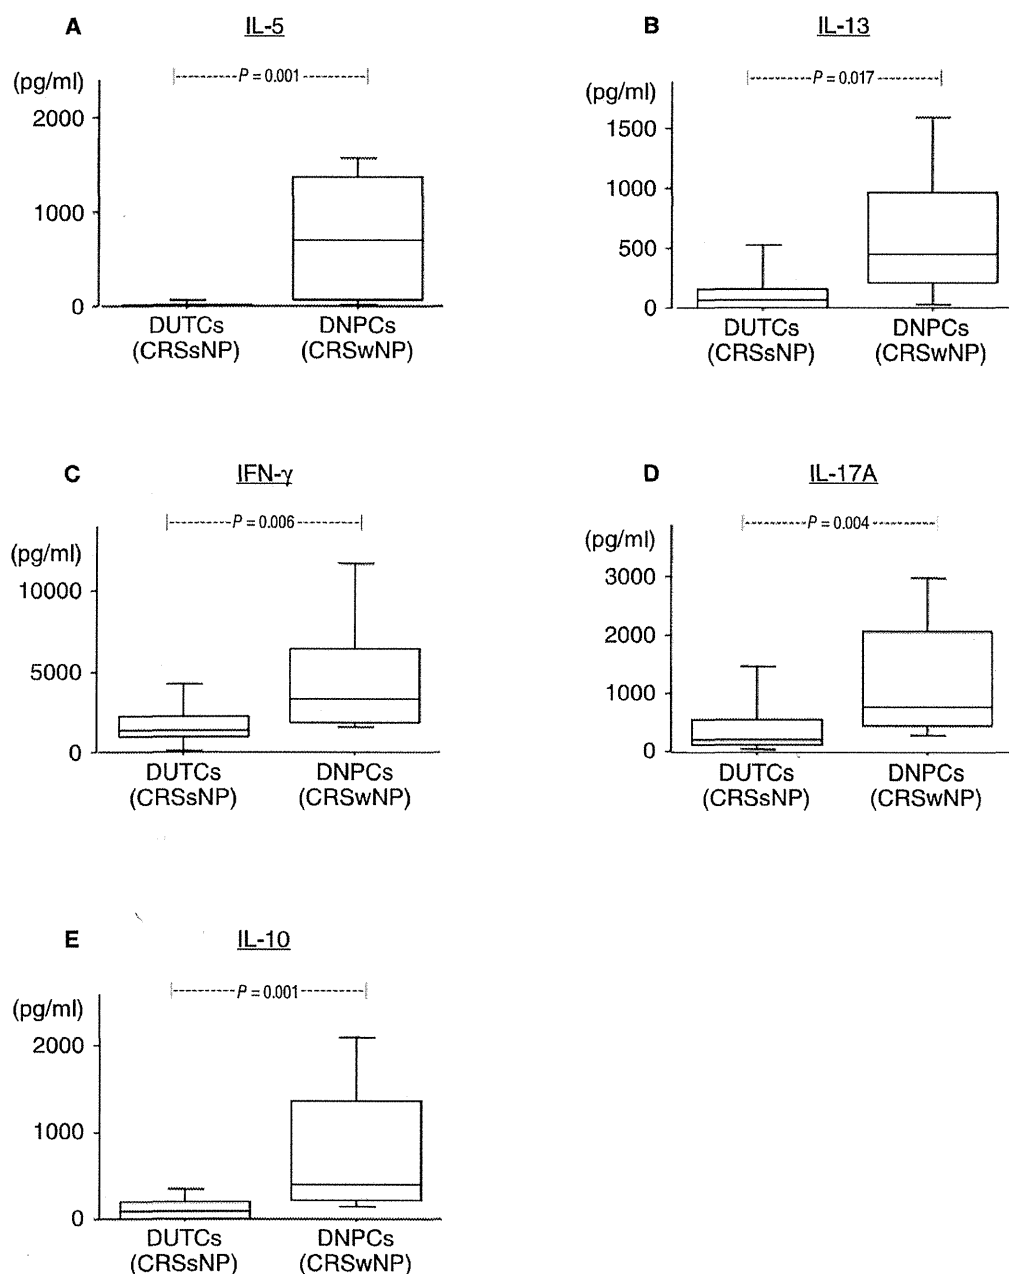 A IL-5
(pg/ml)
P = 0.001
2000
1000
0
DUTCs
(CRSsNP)
DNPCs
(CRSwNP)
B IL-13
(pg/ml)
P = 0.017
1500
1000
500
0
DUTCs
(CRSsNP)
DNPCs
(CRSwNP)
C IFN-γ
(pg/ml)
P = 0.006
10000
5000
0
DUTCs
(CRSsNP)
DNPCs
(CRSwNP)
D IL-17A
(pg/ml)
P = 0.004
3000
2000
1000
0
DUTCs
(CRSsNP)
DNPCs
(CRSwNP)
E IL-10
(pg/ml)
P = 0.001
2000
1000
0
DUTCs
(CRSsNP)
DNPCs
(CRSwNP)